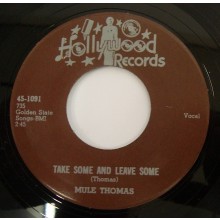 Hollywood
Records
45-1091
735
Golden State
Songs-BMI
2:45
Vocal
TAKE SOME AND LEAVE SOME
(Thomas)
MULE THOMAS